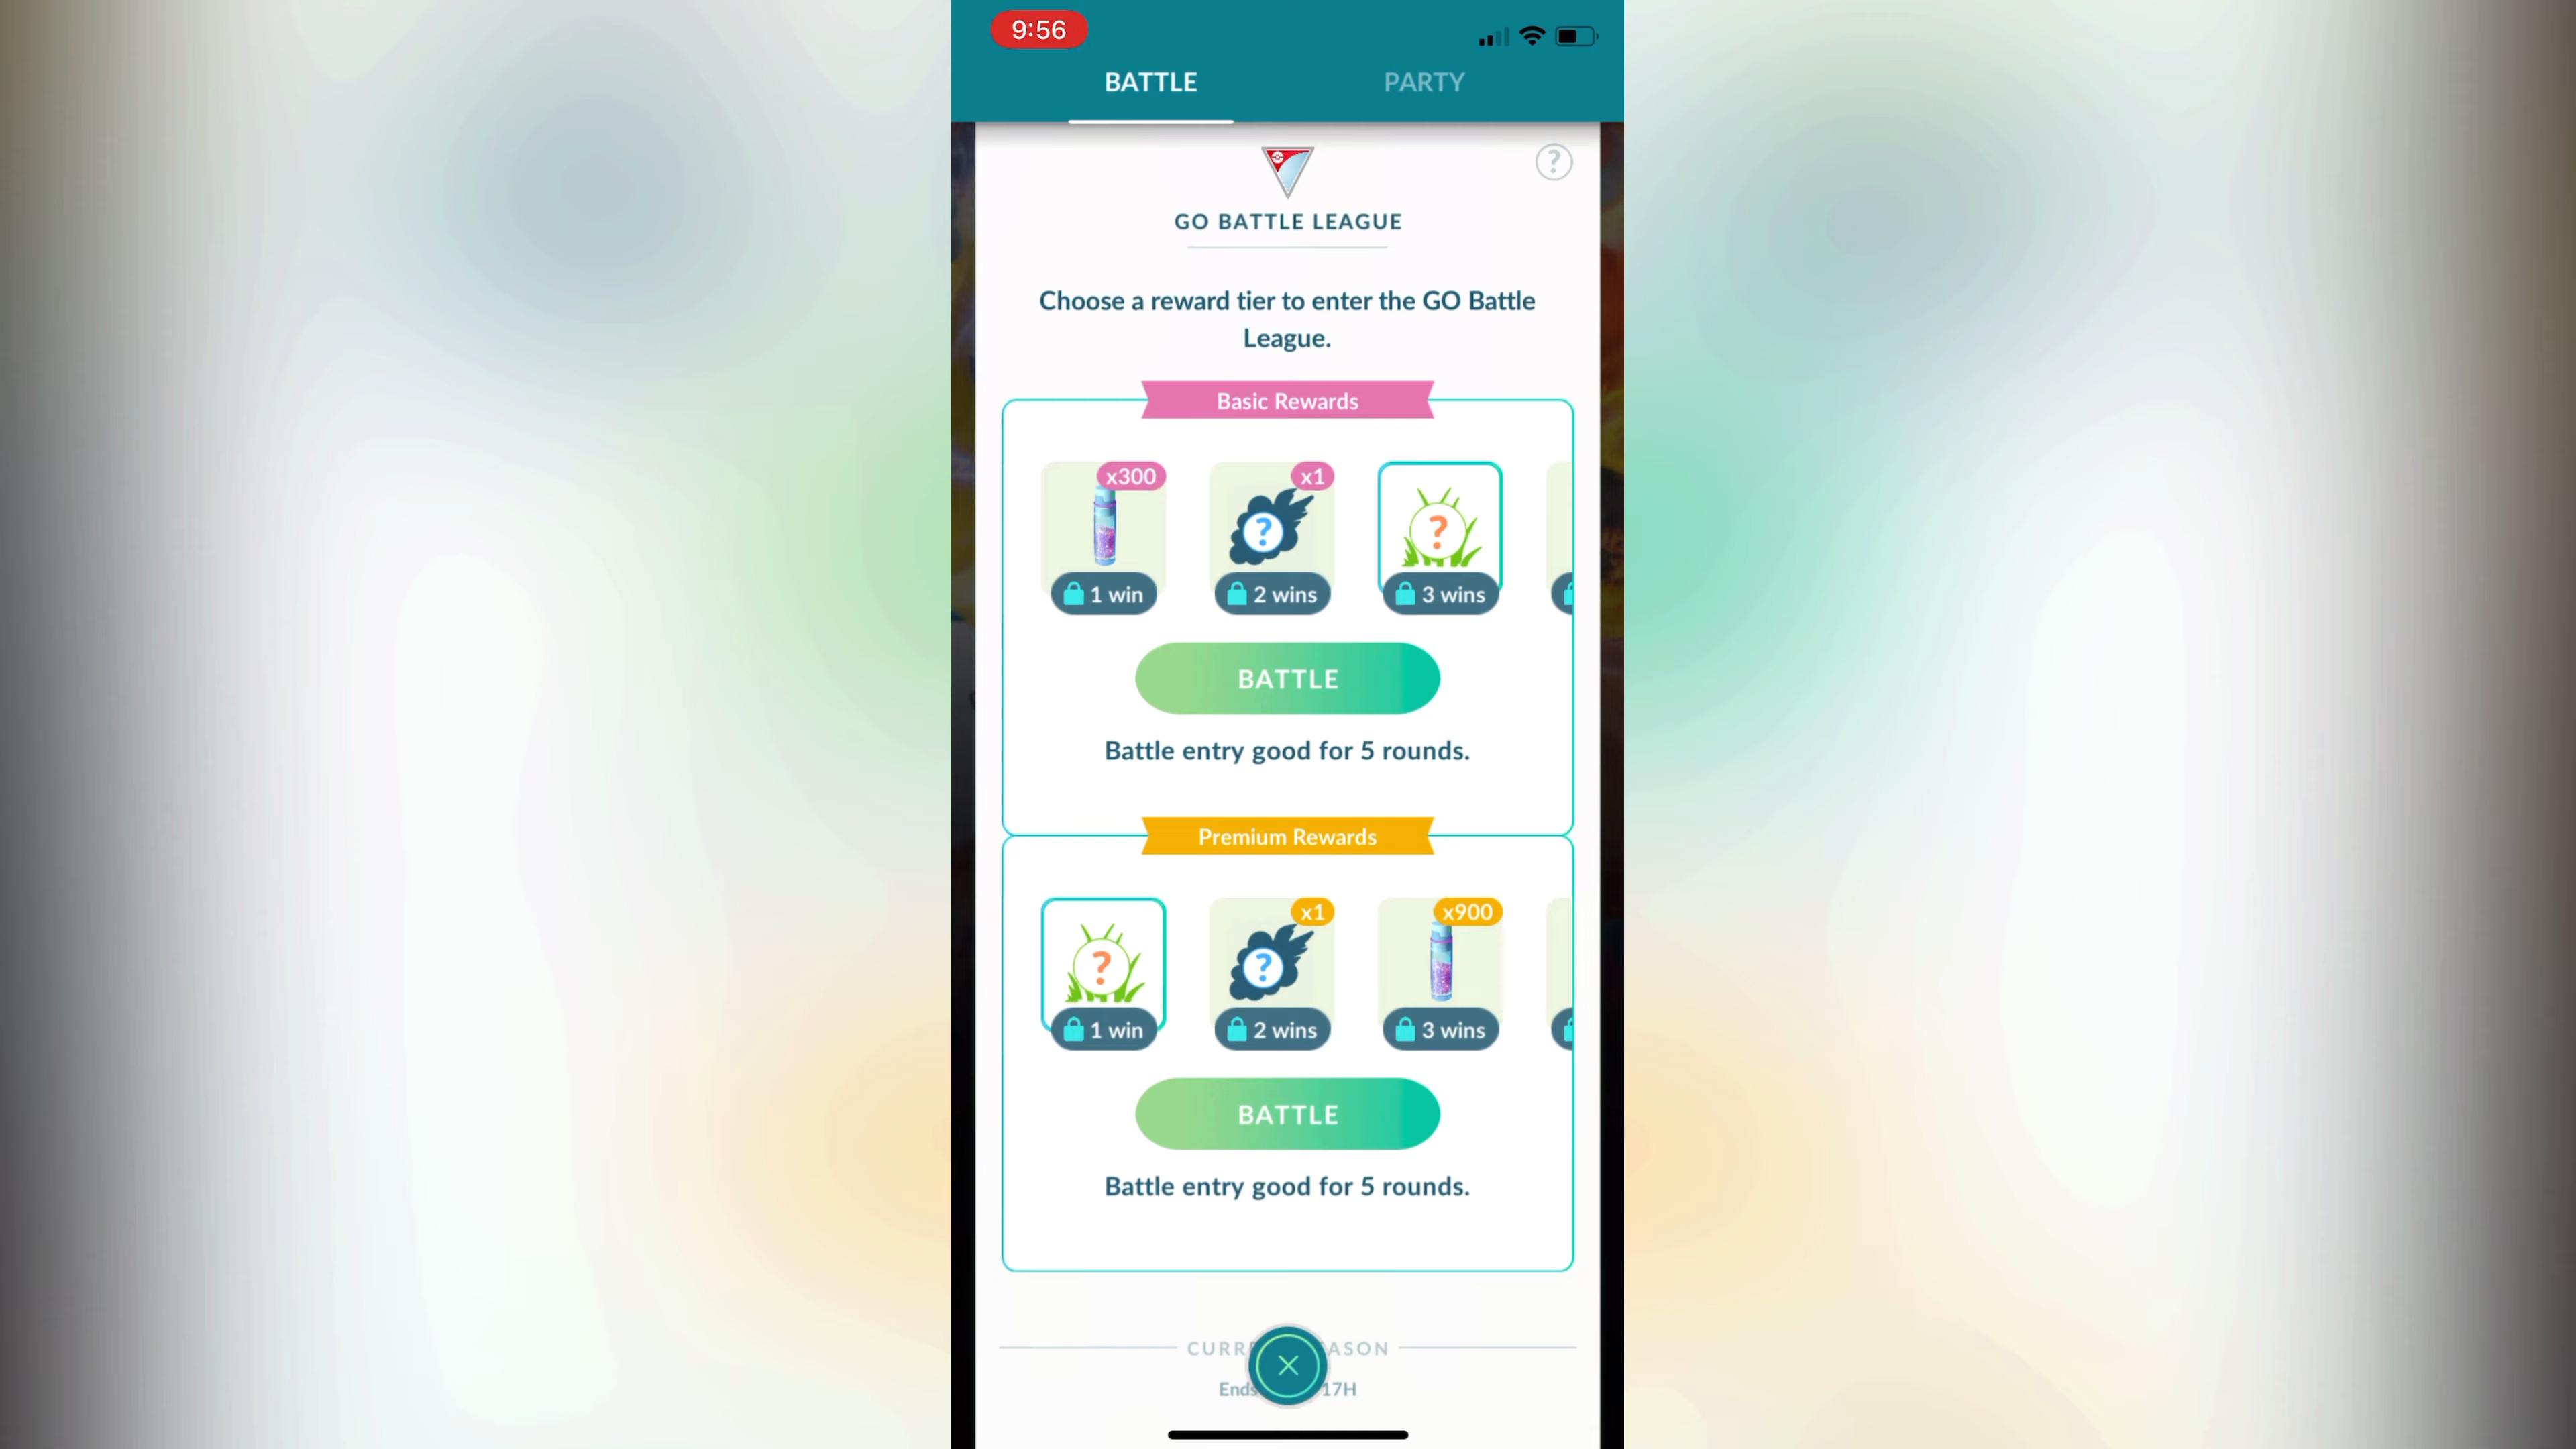 9:56
BATTLE PARTY
?
GO BATTLE LEAGUE
Choose a reward tier to enter the GO Battle
League.
Basic Rewards
x300 x1
? ?
1 win 2 wins 3 wins
BATTLE
Battle entry good for 5 rounds.
Premium Rewards
x1 x900
? ?
1 win 2 wins 3 wins
BATTLE
Battle entry good for 5 rounds.
Ends 17H